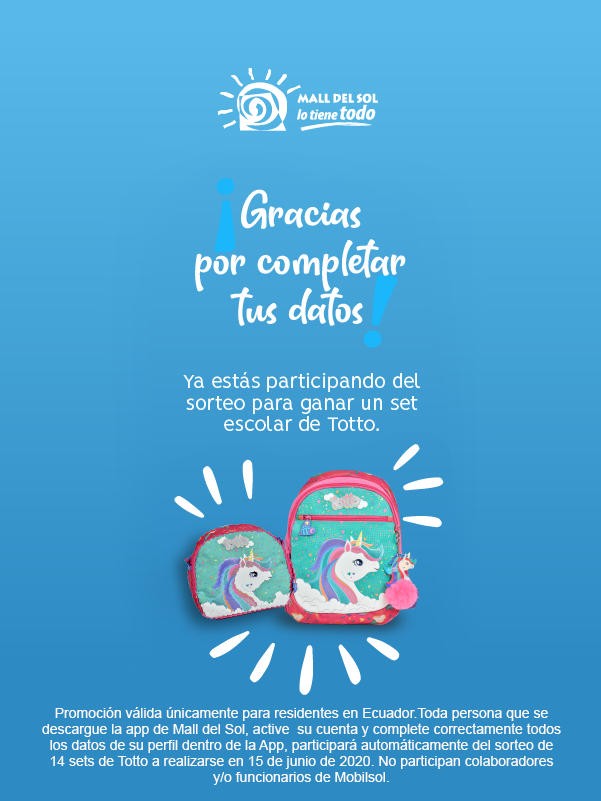 MALL DEL SOL
lo tiene todo
¡Gracias
por completar
tus datos!
Ya estás participando del
sorteo para ganar un set
escolar de Totto.
Promoción válida únicamente para residentes en Ecuador.Toda persona que se
descargue la app de Mall del Sol, active  su cuenta y complete correctamente todos
los datos de su perfil dentro de la App, participará automáticamente del sorteo de
14 sets de Totto a realizarse en 15 de junio de 2020. No participan colaboradores
y/o funcionarios de Mobilsol.